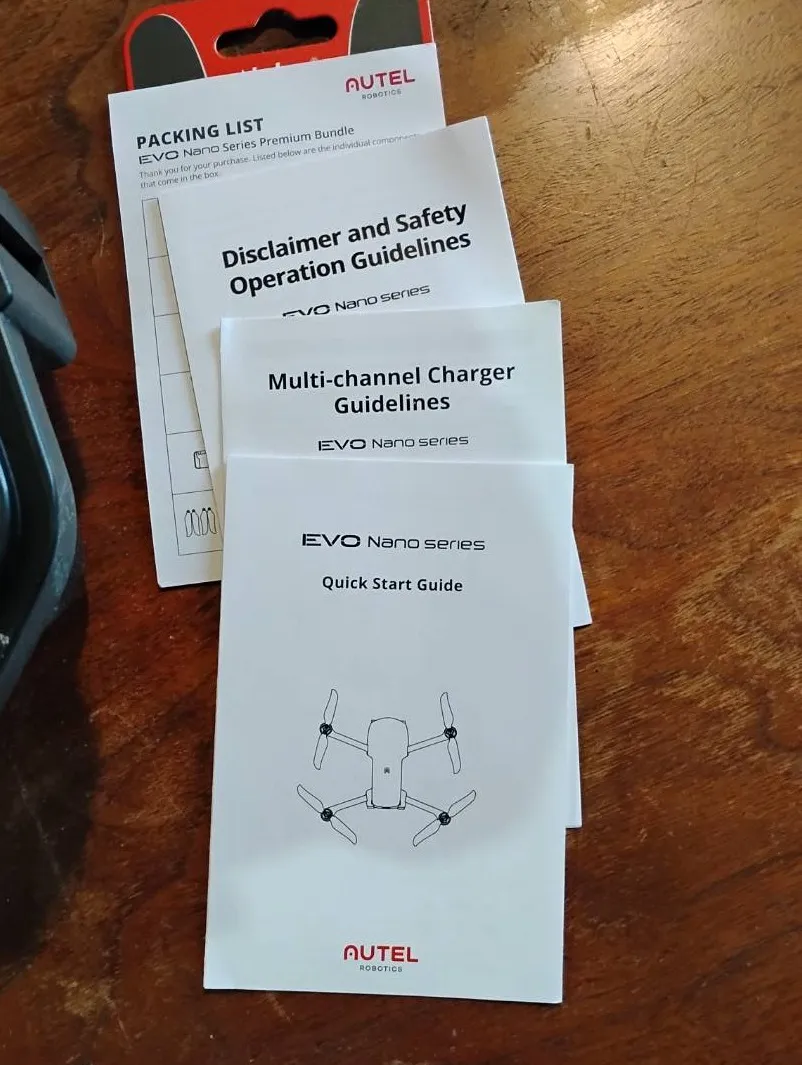 AUTEL
ROBOTICS
PACKING LIST
EVO Nano Series Premium Bundle
Thank you for your purchase. Listed below are the individual components
that come in the box.
Disclaimer and Safety
Operation Guidelines
EVO Nano series
Multi-channel Charger
Guidelines
EVO Nano series
EVO Nano series
Quick Start Guide
AUTEL
ROBOTICS